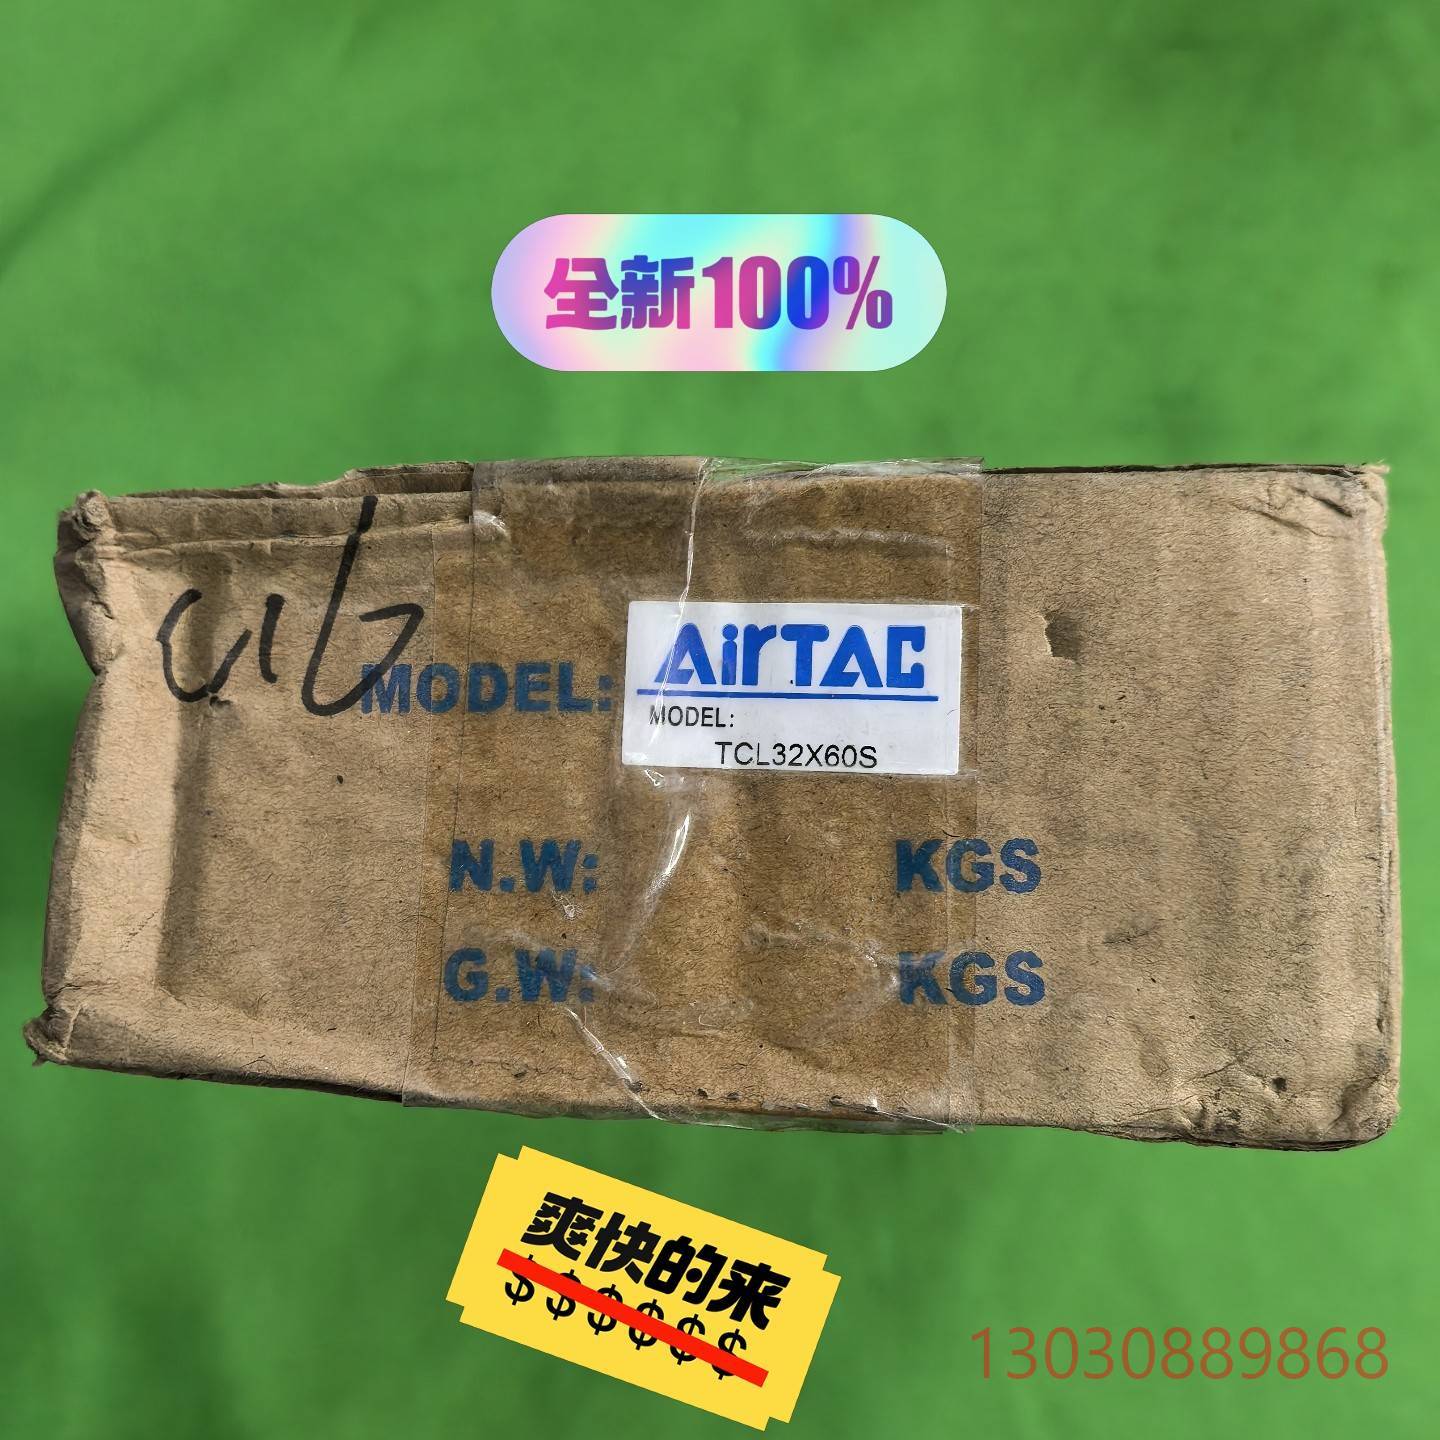 全新100%
MODEL:
AirTAC
MODEL:
TCL32X60S
N.W: KGS
G.W: KGS
爽快的来
$$$$$$
13030889868